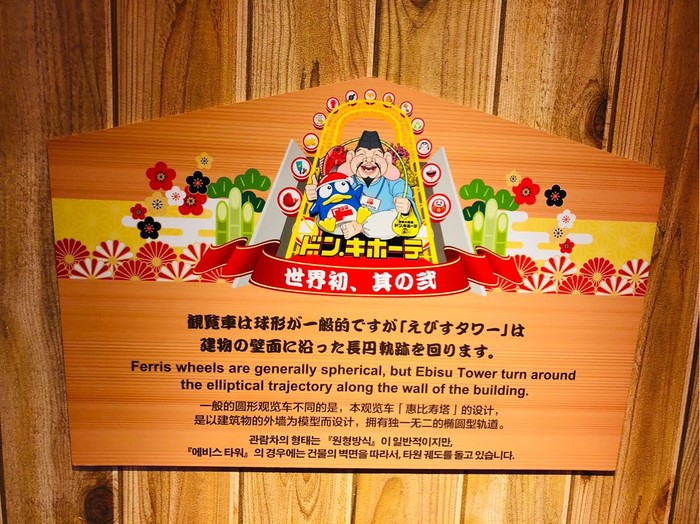 ドン.キホーテ
世界初、其の弐
観覧車は球形が一般的ですが「えびすタワー」は
建物の壁面に沿った長円軌跡を回ります。
Ferris wheels are generally spherical, but Ebisu Tower turn around
the elliptical trajectory along the wall of the building.
一般的圆形观览车不同的是，本观览车「惠比寿塔」的设计，
是以建筑物的外墙为模型而设计，拥有独一无二的椭圆型轨道。
관람차의 형태는 『원형방식』이 일반적이지만,
『에비스 타워』의 경우에는 건물의 벽면을 따라서, 타원 궤도를 돌고 있습니다.